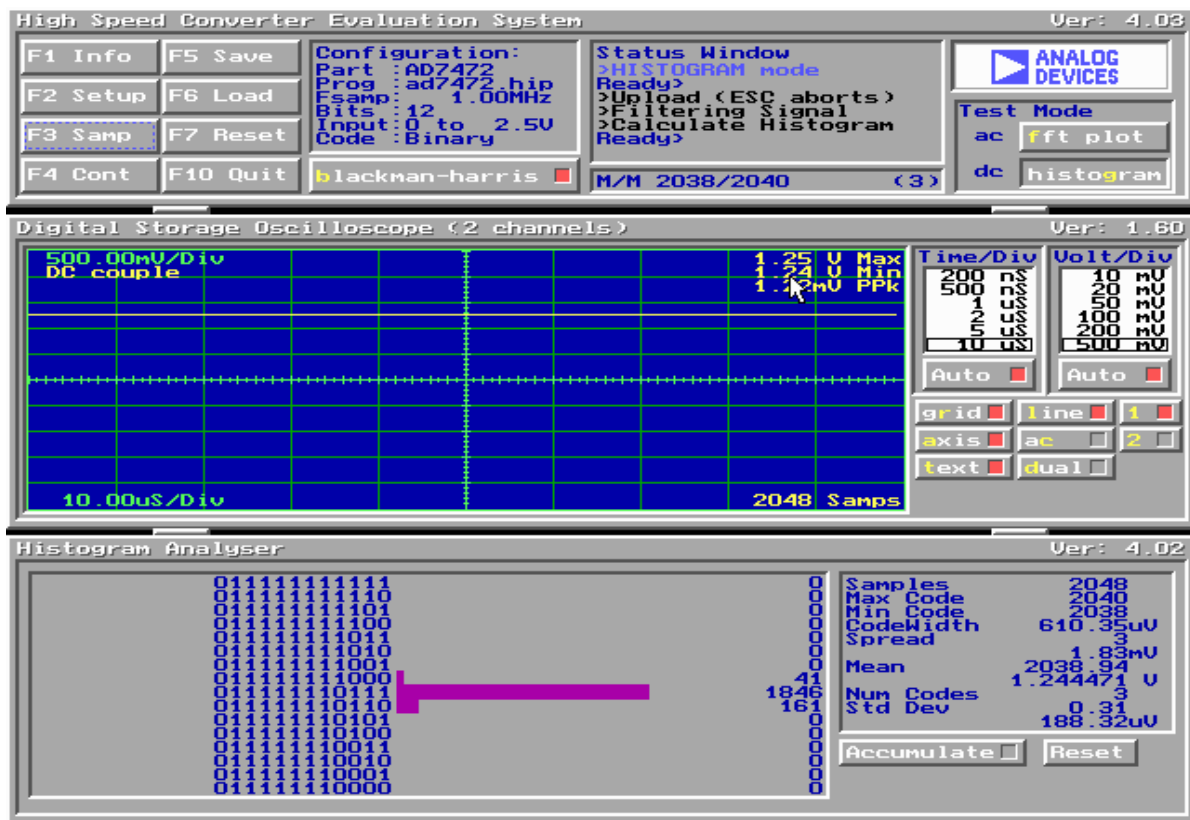 High Speed Converter Evaluation System Ver: 4.03
F1 Info F5 Save
F2 Setup F6 Load
F3 Samp F7 Reset
F4 Cont F10 Quit
Configuration:
Part :AD7472
Prog :ad7472.hip
Fsamp: 1.00MHz
Bits :12
Input:0 to 2.5V
Code :Binary
blackman-harris
Status Window
>HISTOGRAM mode
Ready>
>Upload (ESC aborts)
>Filtering Signal
>Calculate Histogram
Ready>
M/M 2038/2040 (3)
ANALOG
DEVICES
Test Mode
ac fft plot
dc histogram
Digital Storage Oscilloscope (2 channels) Ver: 1.60
500.00mV/Div
DC couple
1.25 V Max
1.24 V Min
1.22mV PPk
10.00uS/Div
2048 Samps
Time/Div
200 nS
500 nS
1 uS
2 uS
5 uS
10 uS
Auto
Volt/Div
10 mV
20 mV
50 mV
100 mV
200 mV
500 mV
Auto
grid line 1
axis ac 2
text dual
Histogram Analyser Ver: 4.02
011111111111 0
011111111110 0
011111111101 0
011111111100 0
011111111011 0
011111111010 0
011111111001 0
011111111000 41
011111110111 1846
011111110110 161
011111110101 0
011111110100 0
011111110011 0
011111110010 0
011111110001 0
011111110000 0
Samples 2048
Max Code 2040
Min Code 2038
CodeWidth 610.35uV
Spread 3
1.83mV
Mean 2038.94
1.244471 V
Num Codes 3
Std Dev 0.31
188.32uV
Accumulate Reset